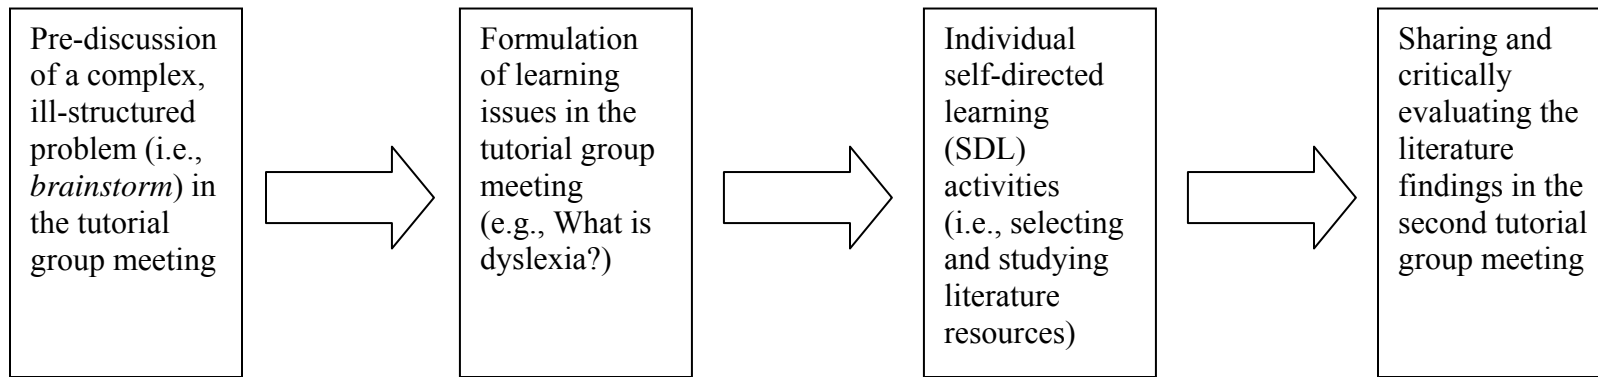 Pre-discussion
of a complex,
ill-structured
problem (i.e.,
brainstorm) in
the tutorial
group meeting
Formulation
of learning
issues in the
tutorial group
meeting
(e.g., What is
dyslexia?)
Individual
self-directed
learning
(SDL)
activities
(i.e., selecting
and studying
literature
resources)
Sharing and
critically
evaluating the
literature
findings in the
second tutorial
group meeting